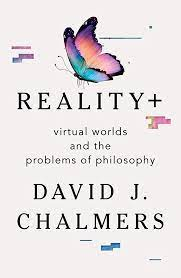 REALITY+
virtual worlds
and the
problems of philosophy
DAVID J.
CHALMERS